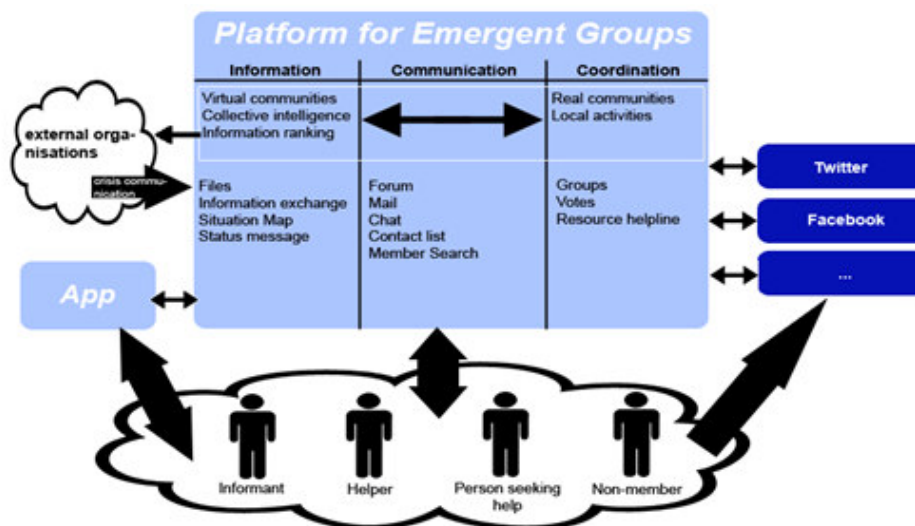 Platform for Emergent Groups
Information
Communication
Coordination
Virtual communities
Collective intelligence
Information ranking
Real communities
Local activities
external orga-
nisations
crisis commu-
nication
Files
Information exchange
Situation Map
Status message
Forum
Mail
Chat
Contact list
Member Search
Groups
Votes
Resource helpline
Twitter
Facebook
...
App
Informant
Helper
Person seeking
help
Non-member